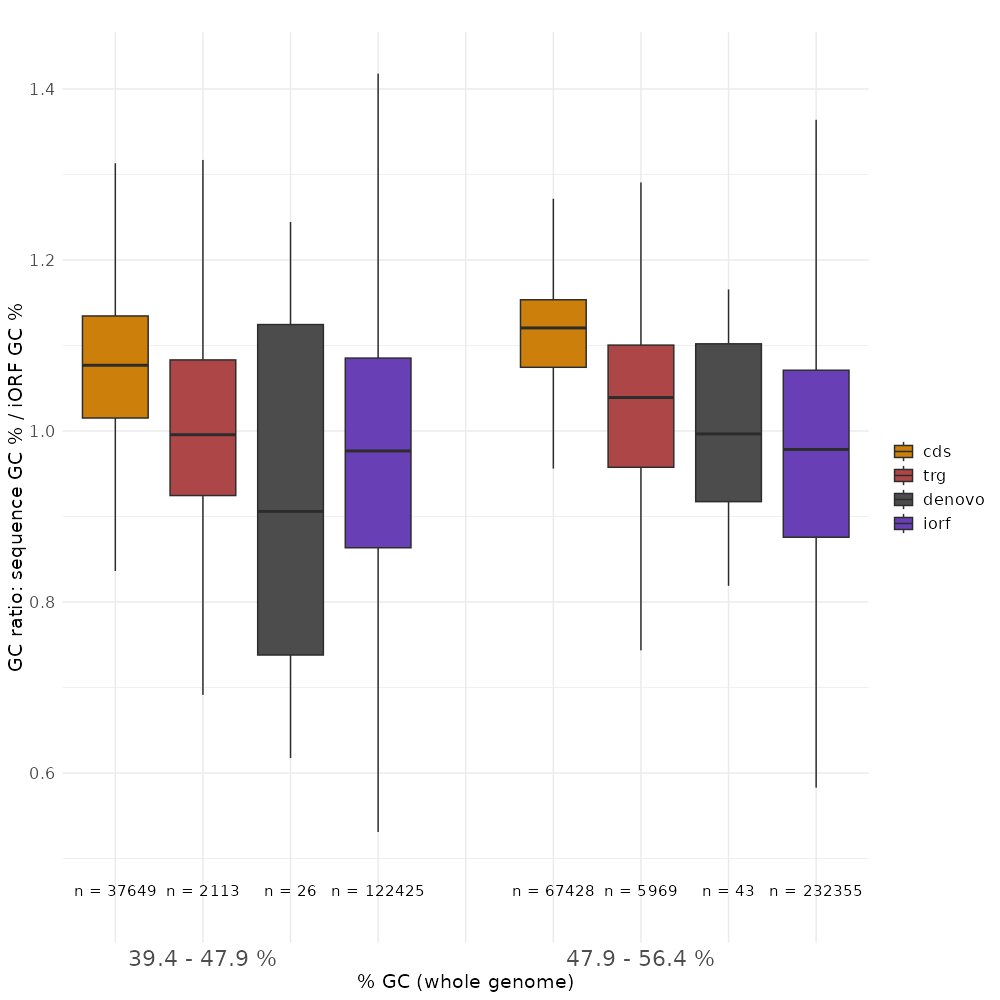 GC ratio: sequence GC % / iORF GC %
1.4
1.2
1.0
0.8
0.6
n = 37649 n = 2113 n = 26 n = 122425 n = 67428 n = 5969 n = 43 n = 232355
39.4 - 47.9 % 47.9 - 56.4 %
% GC (whole genome)
cds
trg
denovo
iorf